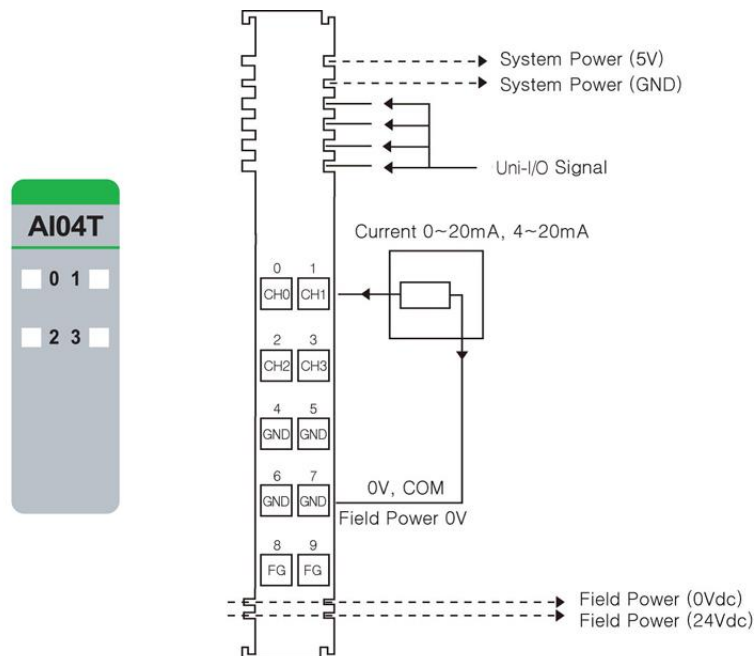 System Power (5V)
System Power (GND)
Uni-I/O Signal
AI04T
0 1
2 3
Current 0~20mA, 4~20mA
0 1
CH0 CH1
2 3
CH2 CH3
4 5
GND GND
6 7
GND GND
0V, COM
Field Power 0V
8 9
FG FG
Field Power (0Vdc)
Field Power (24Vdc)